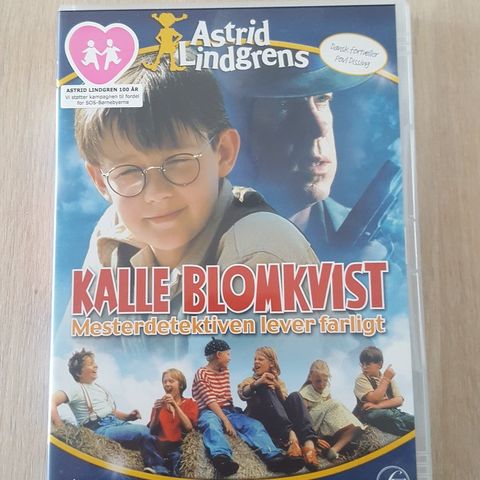 Astrid
Lindgrens
ASTRID LINDGREN 100 ÅR
Vi støtter kampagnen til fordel
for SOS-Børnebyerne
Dansk fortæller
Povl Dissing
KALLE BLOMKVIST
Mesterdetektiven lever farligt